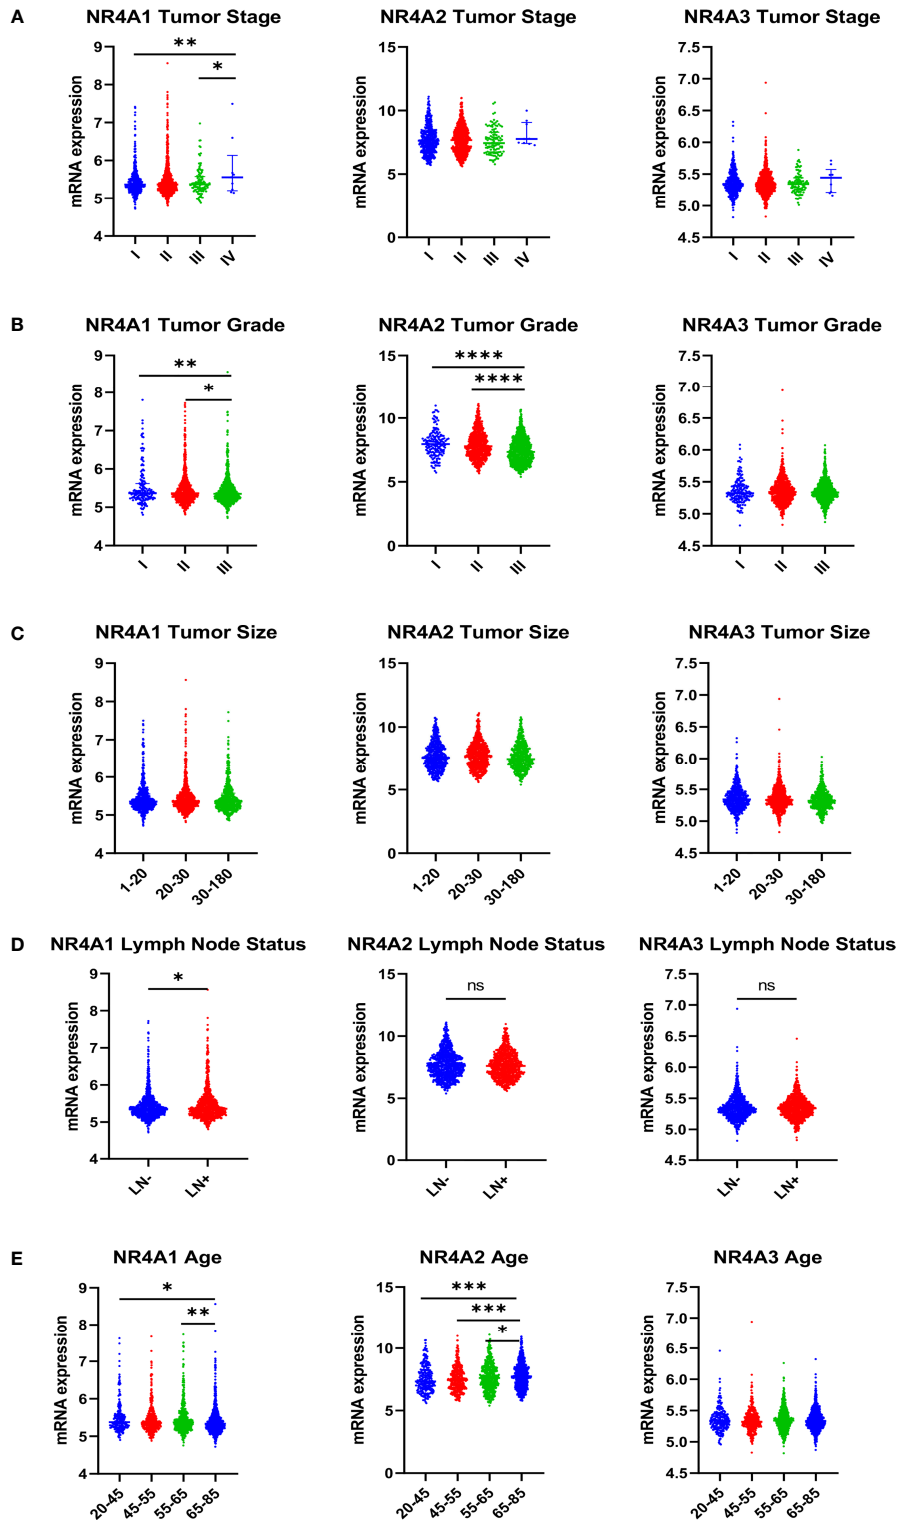 A
NR4A1 Tumor Stage
mRNA expression
9
8
7
6
5
4
**
*
I
II
III
IV
NR4A2 Tumor Stage
mRNA expression
15
10
5
0
I
II
III
IV
NR4A3 Tumor Stage
mRNA expression
7.5
7.0
6.5
6.0
5.5
5.0
4.5
I
II
III
IV
B
NR4A1 Tumor Grade
mRNA expression
9
8
7
6
5
4
**
*
I
II
III
NR4A2 Tumor Grade
mRNA expression
15
10
5
0
****
****
I
II
III
NR4A3 Tumor Grade
mRNA expression
7.5
7.0
6.5
6.0
5.5
5.0
4.5
I
II
III
C
NR4A1 Tumor Size
mRNA expression
9
8
7
6
5
4
1-20
20-30
30-180
NR4A2 Tumor Size
mRNA expression
15
10
5
0
1-20
20-30
30-180
NR4A3 Tumor Size
mRNA expression
7.5
7.0
6.5
6.0
5.5
5.0
4.5
1-20
20-30
30-180
D
NR4A1 Lymph Node Status
mRNA expression
9
8
7
6
5
4
*
LN-
LN+
NR4A2 Lymph Node Status
mRNA expression
15
10
5
0
ns
LN-
LN+
NR4A3 Lymph Node Status
mRNA expression
7.5
7.0
6.5
6.0
5.5
5.0
4.5
ns
LN-
LN+
E
NR4A1 Age
mRNA expression
9
8
7
6
5
4
*
**
20-45
45-55
55-65
65-85
NR4A2 Age
mRNA expression
15
10
5
0
***
***
*
20-45
45-55
55-65
65-85
NR4A3 Age
mRNA expression
7.5
7.0
6.5
6.0
5.5
5.0
4.5
20-45
45-55
55-65
65-85